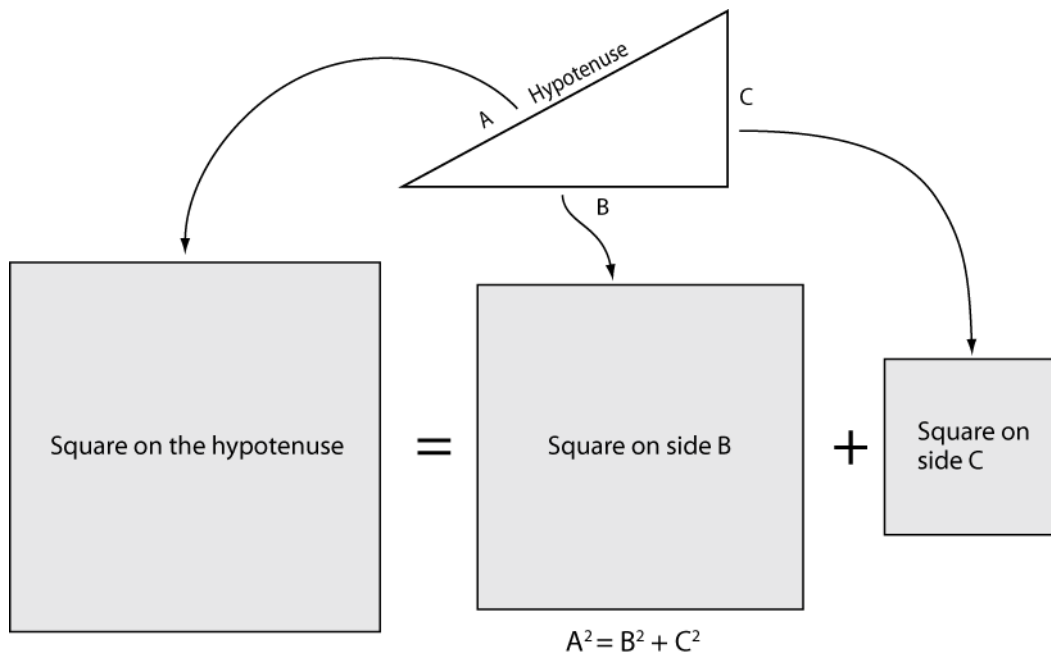 Hypotenuse
A
C
B
Square on the hypotenuse
=
Square on side B
+
Square on
side C
A² = B² + C²